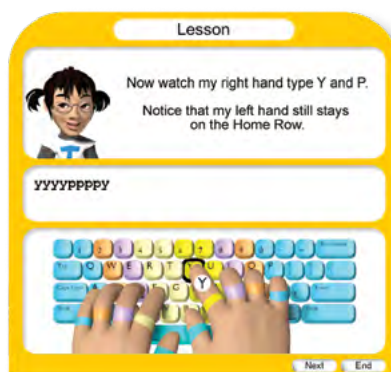 Lesson
Now watch my right hand type Y and P.
Notice that my left hand still stays
on the Home Row.
YYYYPPPPY
Q W E R T U P
Y
Next End